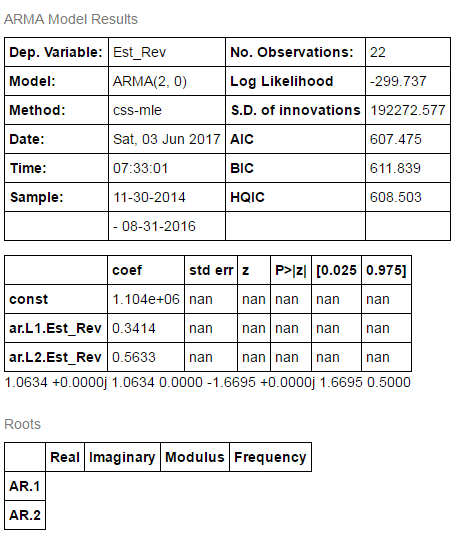 ARMA Model Results
Dep. Variable: Est_Rev No. Observations: 22
Model: ARMA(2, 0) Log Likelihood -299.737
Method: css-mle S.D. of innovations 192272.577
Date: Sat, 03 Jun 2017 AIC 607.475
Time: 07:33:01 BIC 611.839
Sample: 11-30-2014 HQIC 608.503
- 08-31-2016
coef std err z P>|z| [0.025 0.975]
const 1.104e+06 nan nan nan nan nan
ar.L1.Est_Rev 0.3414 nan nan nan nan nan
ar.L2.Est_Rev 0.5633 nan nan nan nan nan
1.0634 +0.0000j 1.0634 0.0000 -1.6695 +0.0000j 1.6695 0.5000
Roots
Real Imaginary Modulus Frequency
AR.1
AR.2